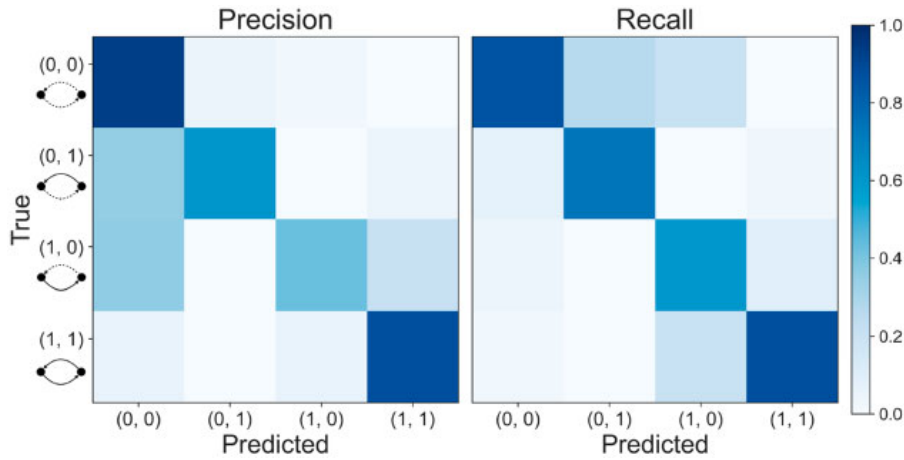 Precision
Recall
True
(0, 0)
(0, 1)
(1, 0)
(1, 1)
(0, 0) (0, 1) (1, 0) (1, 1)
Predicted
(0, 0) (0, 1) (1, 0) (1, 1)
Predicted
1.0
0.8
0.6
0.4
0.2
0.0